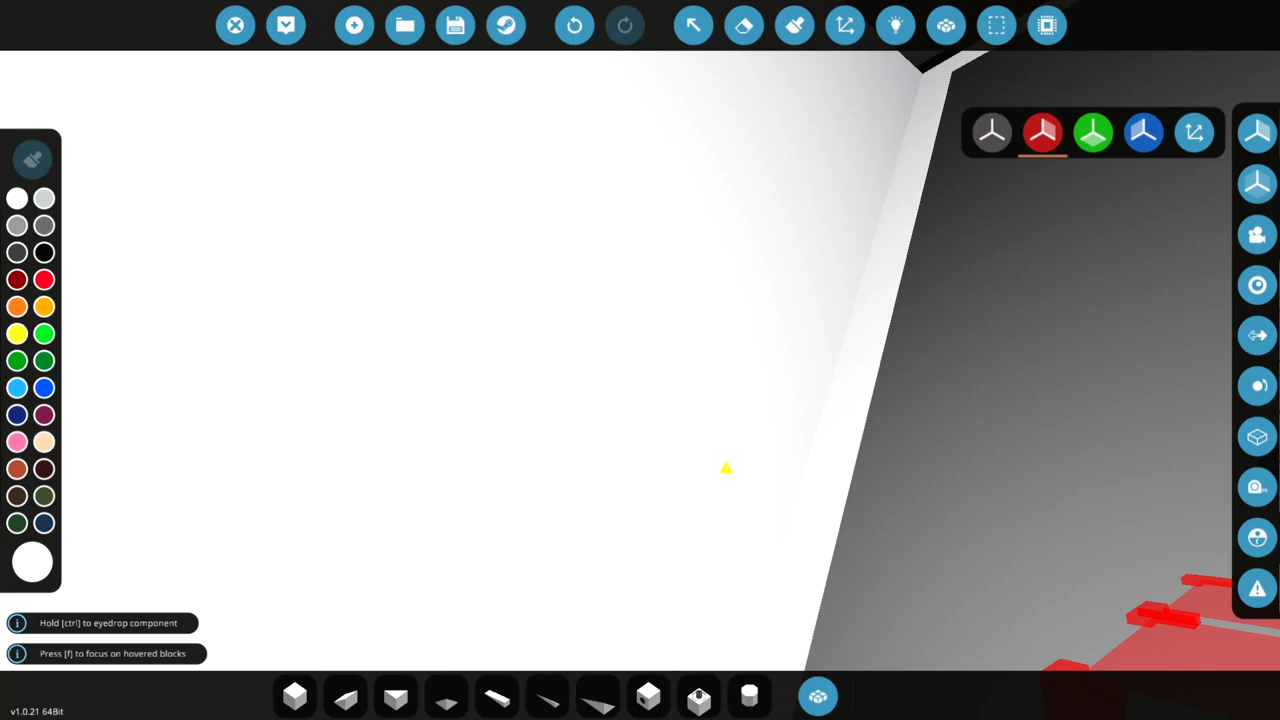 Hold [ctrl] to eyedrop component
Press [f] to focus on hovered blocks
v1.0.21 64Bit